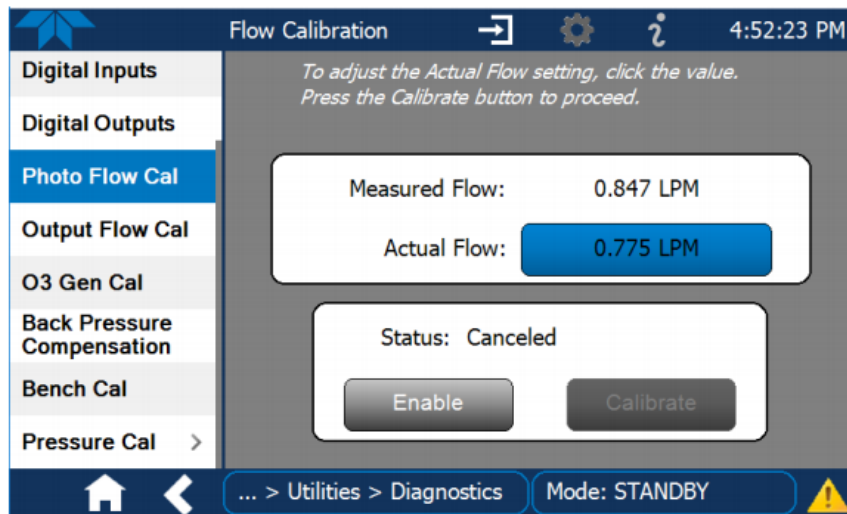 Flow Calibration
4:52:23 PM
Digital Inputs
Digital Outputs
Photo Flow Cal
Output Flow Cal
O3 Gen Cal
Back Pressure
Compensation
Bench Cal
Pressure Cal >
To adjust the Actual Flow setting, click the value.
Press the Calibrate button to proceed.
Measured Flow: 0.847 LPM
Actual Flow: 0.775 LPM
Status: Canceled
Enable
Calibrate
... > Utilities > Diagnostics
Mode: STANDBY